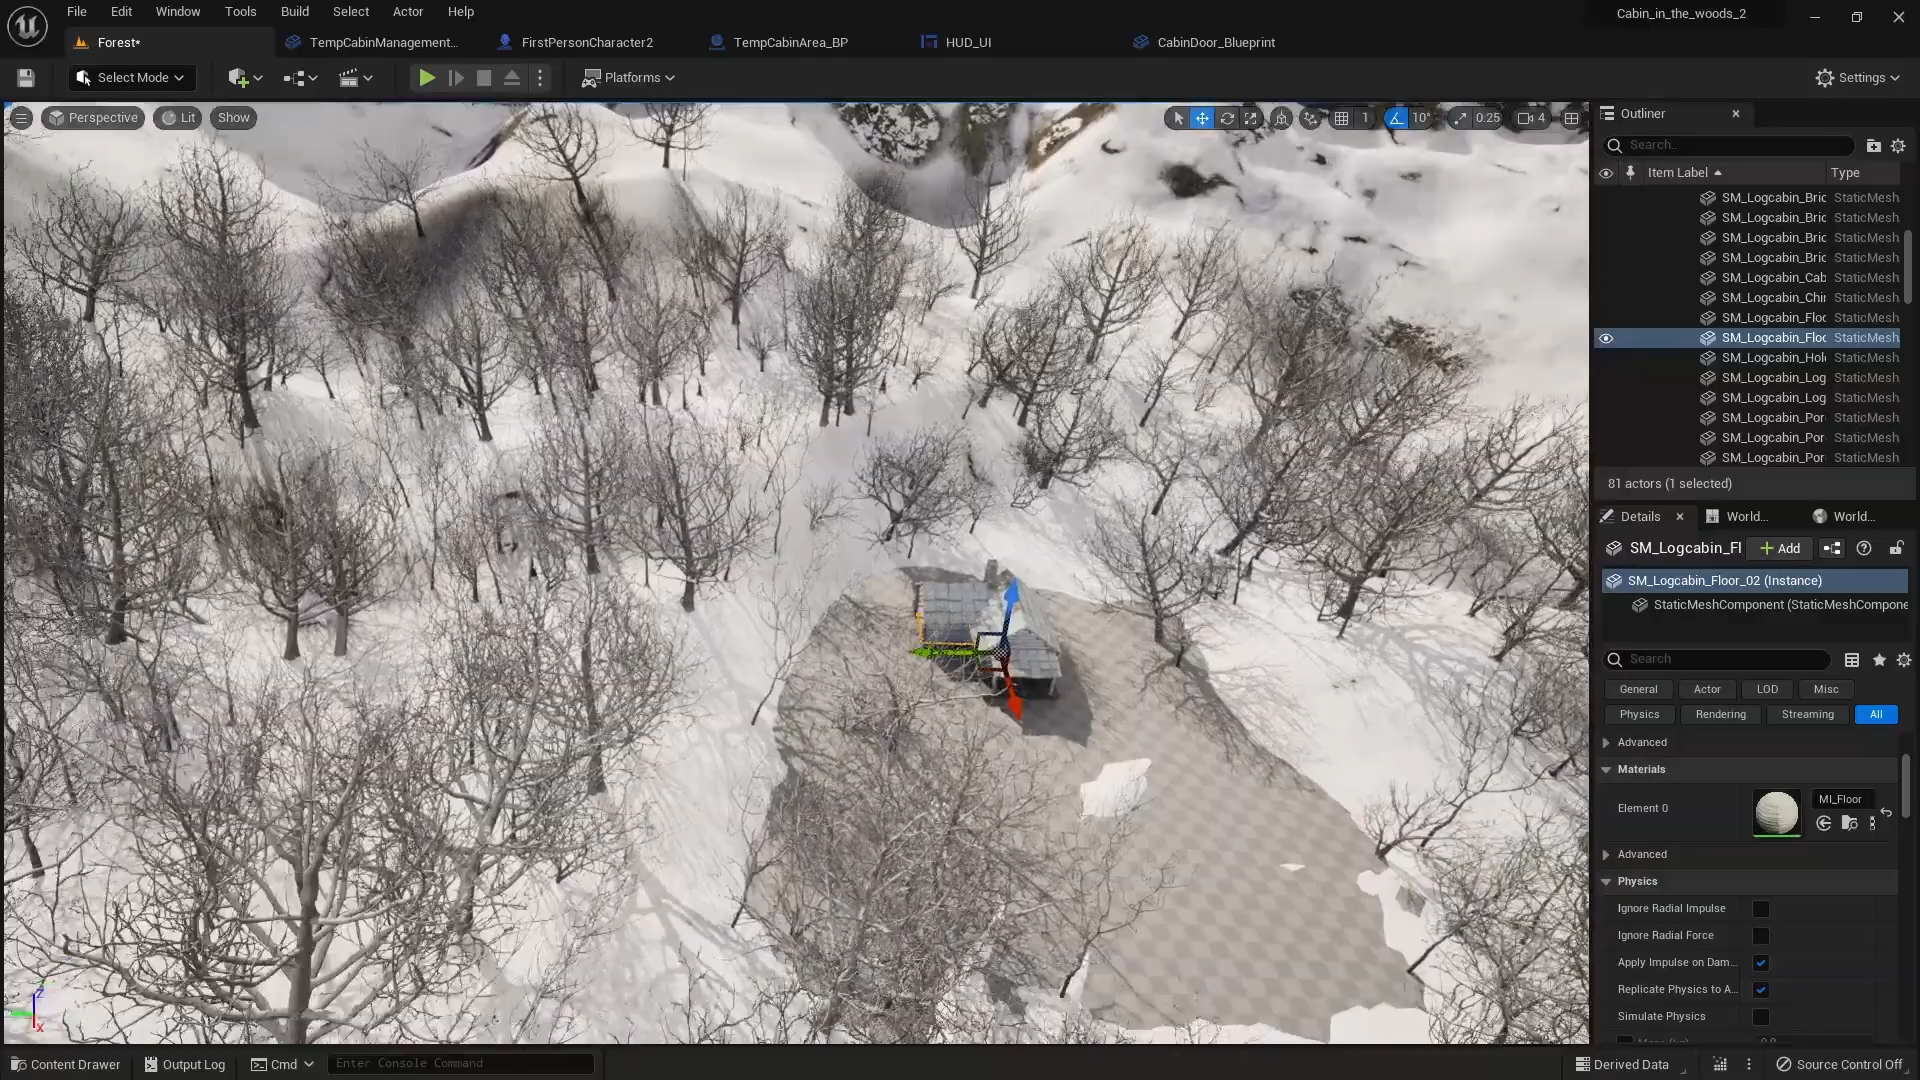 File Edit Window Tools Build Select Actor Help
Cabin_in_the_woods_2
Forest*
TempCabinManagement...
FirstPersonCharacter2
TempCabinArea_BP
HUD_UI
CabinDoor_Blueprint
Select Mode
Platforms
Settings
Perspective
Lit
Show
1
10°
0.25
4
Outliner
Search...
Item Label
Type
SM_Logcabin_Bric StaticMesh
SM_Logcabin_Bric StaticMesh
SM_Logcabin_Bric StaticMesh
SM_Logcabin_Bric StaticMesh
SM_Logcabin_Cab StaticMesh
SM_Logcabin_Chir StaticMesh
SM_Logcabin_Floc StaticMesh
SM_Logcabin_Floc StaticMesh
SM_Logcabin_Hol StaticMesh
SM_Logcabin_Log StaticMesh
SM_Logcabin_Log StaticMesh
SM_Logcabin_Por StaticMesh
SM_Logcabin_Por StaticMesh
SM_Logcabin_Por StaticMesh
81 actors (1 selected)
Details
World...
World...
SM_Logcabin_Fl
Add
SM_Logcabin_Floor_02 (Instance)
StaticMeshComponent (StaticMeshCompone
Search
General Actor LOD Misc
Physics Rendering Streaming All
Advanced
Materials
Element 0
MI_Floor
Advanced
Physics
Ignore Radial Impulse
Ignore Radial Force
Apply Impulse on Dam...
Replicate Physics to A...
Simulate Physics
Z
X
Content Drawer
Output Log
Cmd
Enter Console Command
Derived Data
Source Control Off